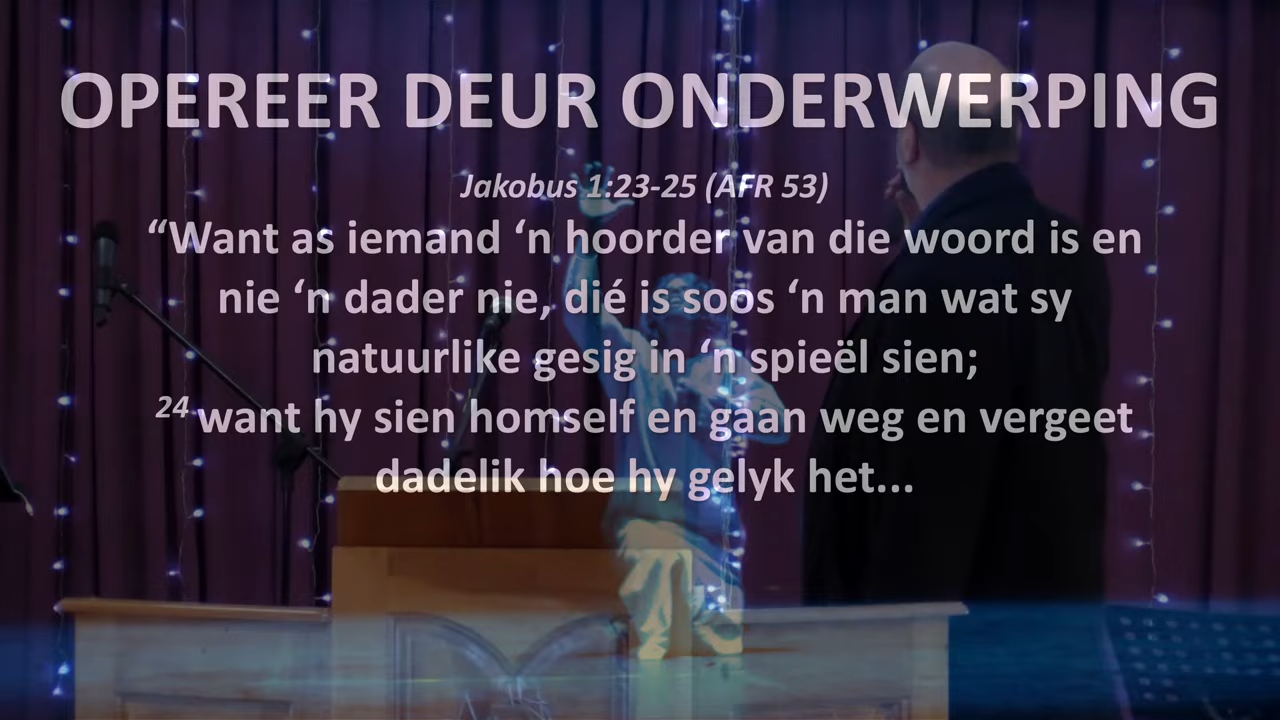 OPEREER DEUR ONDERWERPING
Jakobus 1:23-25 (AFR 53)
“Want as iemand ‘n hoorder van die woord is en
nie ‘n dader nie, dié is soos ‘n man wat sy
natuurlike gesig in ‘n spieël sien;
24 want hy sien homself en gaan weg en vergeet
dadelik hoe hy gelyk het...